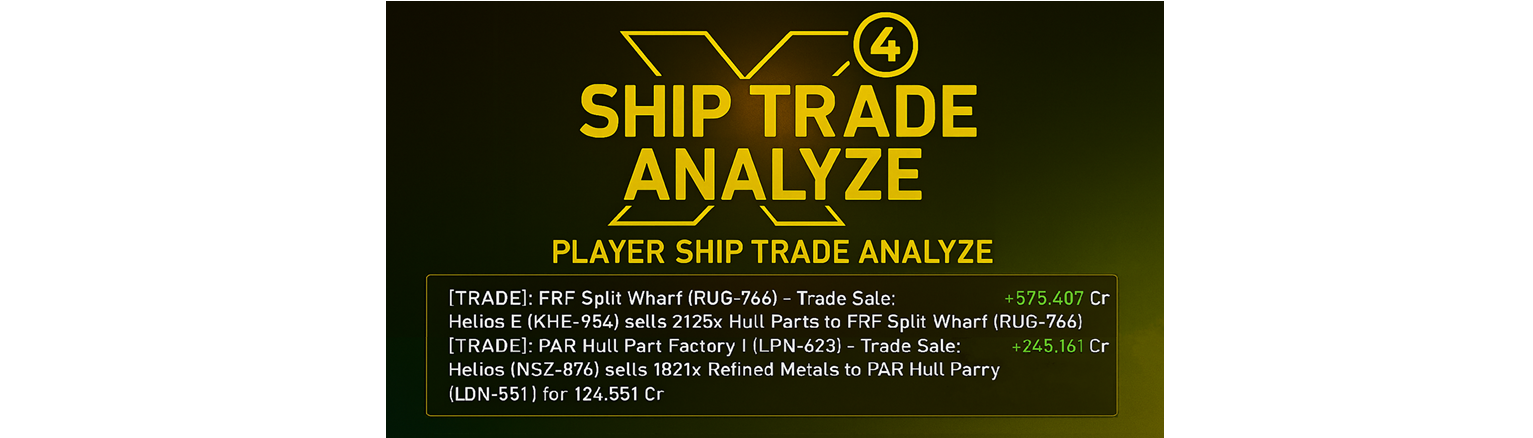 X4
SHIP TRADE
ANALYZE
PLAYER SHIP TRADE ANALYZE
[TRADE]: FRF Split Wharf (RUG-766) - Trade Sale: +575.407 Cr
Helios E (KHE-954) sells 2125x Hull Parts to FRF Split Wharf (RUG-766)
[TRADE]: PAR Hull Part Factory I (LPN-623) - Trade Sale: +245.161 Cr
Helios (NSZ-876) sells 1821x Refined Metals to PAR Hull Parry
(LDN-551) for 124.551 Cr